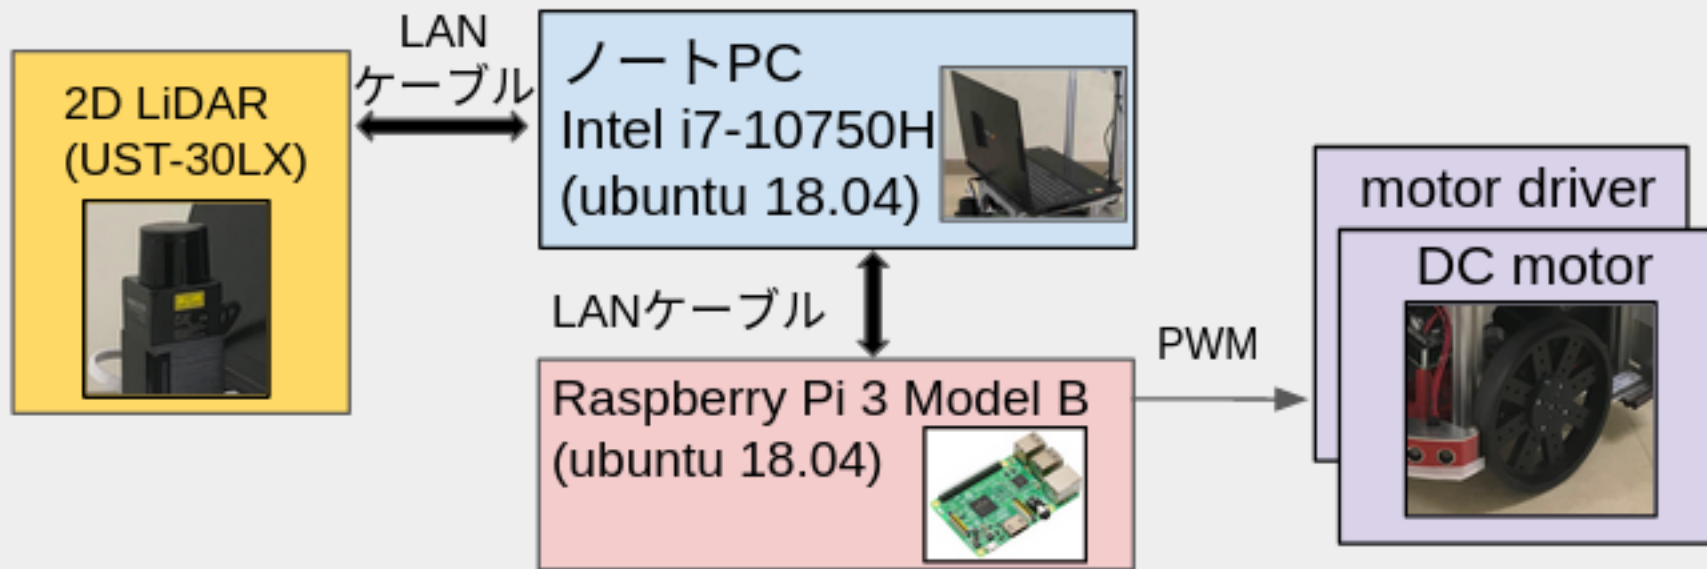 2D LiDAR
(UST-30LX)
LAN
ケーブル
ノートPC
Intel i7-10750H
(ubuntu 18.04)
LANケーブル
Raspberry Pi 3 Model B
(ubuntu 18.04)
PWM
motor driver
DC motor